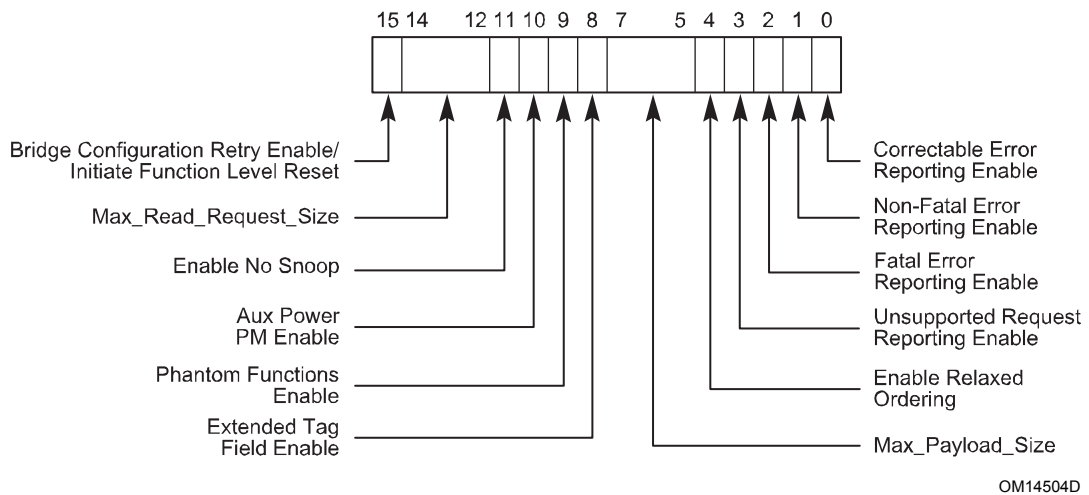 15 14 12 11 10 9 8 7 5 4 3 2 1 0
Bridge Configuration Retry Enable/
Initiate Function Level Reset
Max_Read_Request_Size
Enable No Snoop
Aux Power
PM Enable
Phantom Functions
Enable
Extended Tag
Field Enable
Correctable Error
Reporting Enable
Non-Fatal Error
Reporting Enable
Fatal Error
Reporting Enable
Unsupported Request
Reporting Enable
Enable Relaxed
Ordering
Max_Payload_Size
OM14504D